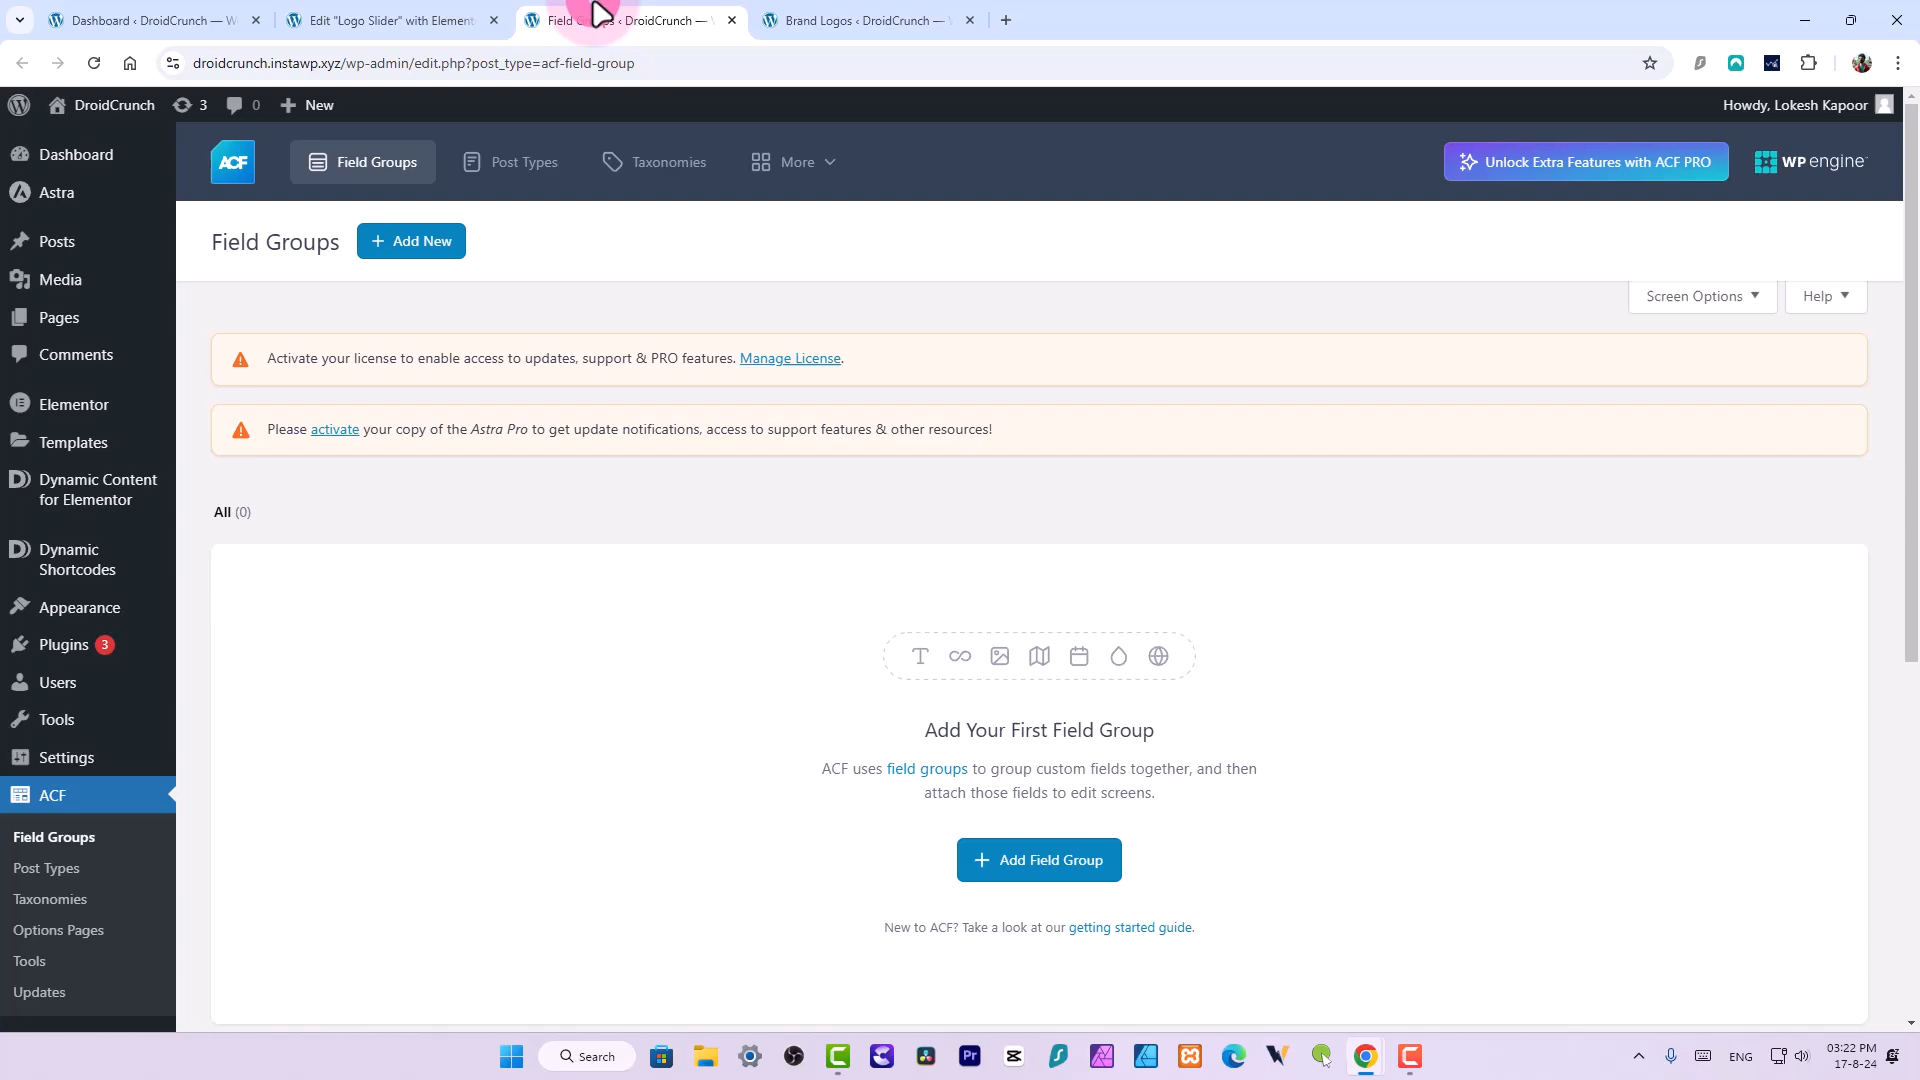 Dashboard ‹ DroidCrunch — W
Edit "Logo Slider" with Element
Field G ps ‹ DroidCrunch —
Brand Logos ‹ DroidCrunch —
droidcrunch.instawp.xyz/wp-admin/edit.php?post_type=acf-field-group
DroidCrunch
3
0
New
Howdy, Lokesh Kapoor
ACF
Field Groups
Post Types
Taxonomies
More
Unlock Extra Features with ACF PRO
WP engine
Field Groups
Add New
Screen Options
Help
Activate your license to enable access to updates, support & PRO features. Manage License.
Please activate your copy of the Astra Pro to get update notifications, access to support features & other resources!
All (0)
Add Your First Field Group
ACF uses field groups to group custom fields together, and then
attach those fields to edit screens.
Add Field Group
New to ACF? Take a look at our getting started guide.
Dashboard
Astra
Posts
Media
Pages
Comments
Elementor
Templates
Dynamic Content
for Elementor
Dynamic
Shortcodes
Appearance
Plugins 3
Users
Tools
Settings
ACF
Field Groups
Post Types
Taxonomies
Options Pages
Tools
Updates
Search
Pr
ENG
03:22 PM
17-8-24